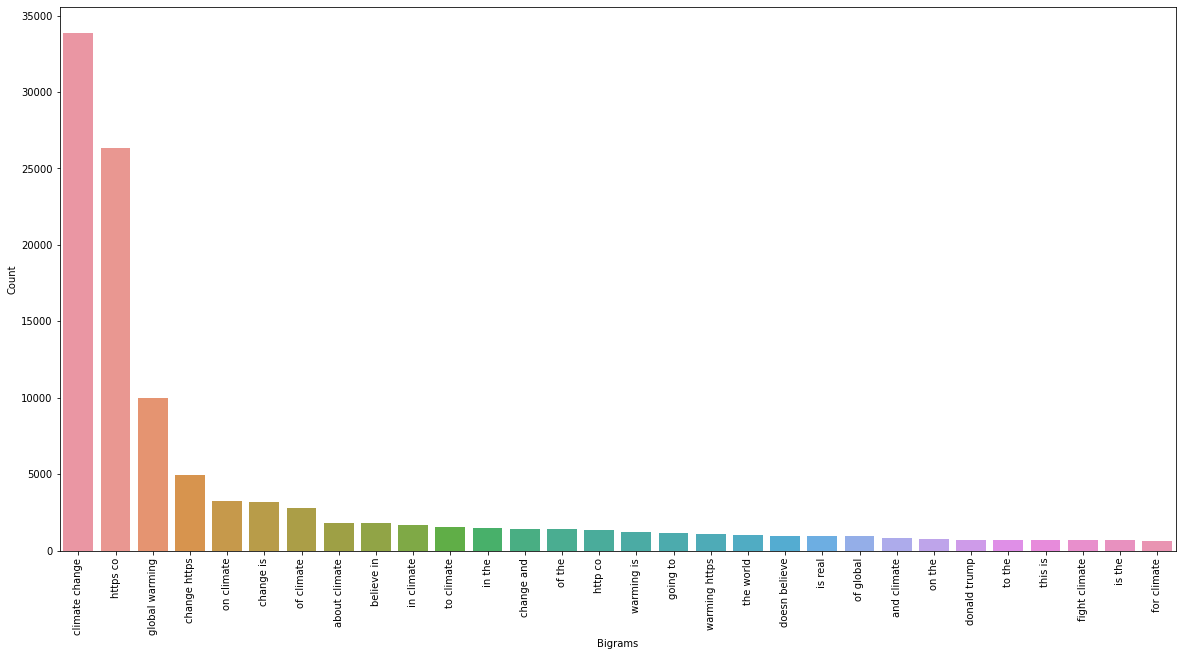 35000
30000
25000
20000
15000
10000
5000
0
Count
climate change
https co
global warming
change https
on climate
change is
of climate
about climate
believe in
in climate
to climate
in the
change and
of the
http co
warming is
going to
warming https
the world
doesn believe
is real
of global
and climate
on the
donald trump
to the
this is
fight climate
is the
for climate
Bigrams